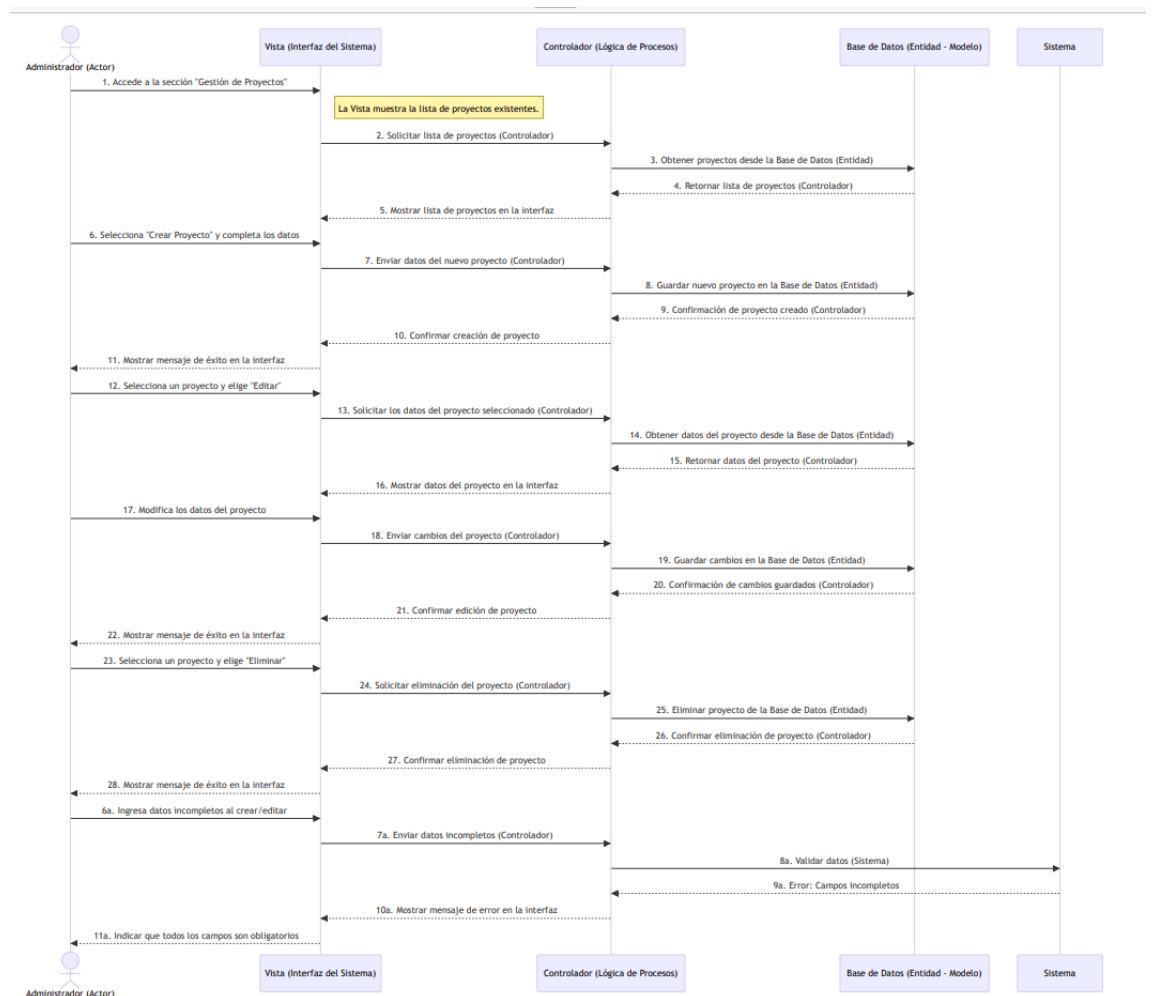 Vista (Interfaz del Sistema)
Controlador (Lógica de Procesos)
Base de Datos (Entidad - Modelo)
Sistema
Administrador (Actor)
1. Accede a la sección "Gestión de Proyectos"
La Vista muestra la lista de proyectos existentes.
2. Solicitar lista de proyectos (Controlador)
3. Obtener proyectos desde la Base de Datos (Entidad)
4. Retornar lista de proyectos (Controlador)
5. Mostrar lista de proyectos en la interfaz
6. Selecciona "Crear Proyecto" y completa los datos
7. Enviar datos del nuevo proyecto (Controlador)
8. Guardar nuevo proyecto en la Base de Datos (Entidad)
9. Confirmación de proyecto creado (Controlador)
10. Confirmar creación de proyecto
11. Mostrar mensaje de éxito en la interfaz
12. Selecciona un proyecto y elige "Editar"
13. Solicitar los datos del proyecto seleccionado (Controlador)
14. Obtener datos del proyecto desde la Base de Datos (Entidad)
15. Retornar datos del proyecto (Controlador)
16. Mostrar datos del proyecto en la interfaz
17. Modifica los datos del proyecto
18. Enviar cambios del proyecto (Controlador)
19. Guardar cambios en la Base de Datos (Entidad)
20. Confirmación de cambios guardados (Controlador)
21. Confirmar edición de proyecto
22. Mostrar mensaje de éxito en la interfaz
23. Selecciona un proyecto y elige "Eliminar"
24. Solicitar eliminación del proyecto (Controlador)
25. Eliminar proyecto de la Base de Datos (Entidad)
26. Confirmar eliminación de proyecto (Controlador)
27. Confirmar eliminación de proyecto
28. Mostrar mensaje de éxito en la interfaz
6a. Ingresa datos incompletos al crear/editar
7a. Enviar datos incompletos (Controlador)
8a. Validar datos (Sistema)
9a. Error: Campos incompletos
10a. Mostrar mensaje de error en la interfaz
11a. Indicar que todos los campos son obligatorios
Vista (Interfaz del Sistema)
Controlador (Lógica de Procesos)
Base de Datos (Entidad - Modelo)
Sistema
Administrador (Actor)